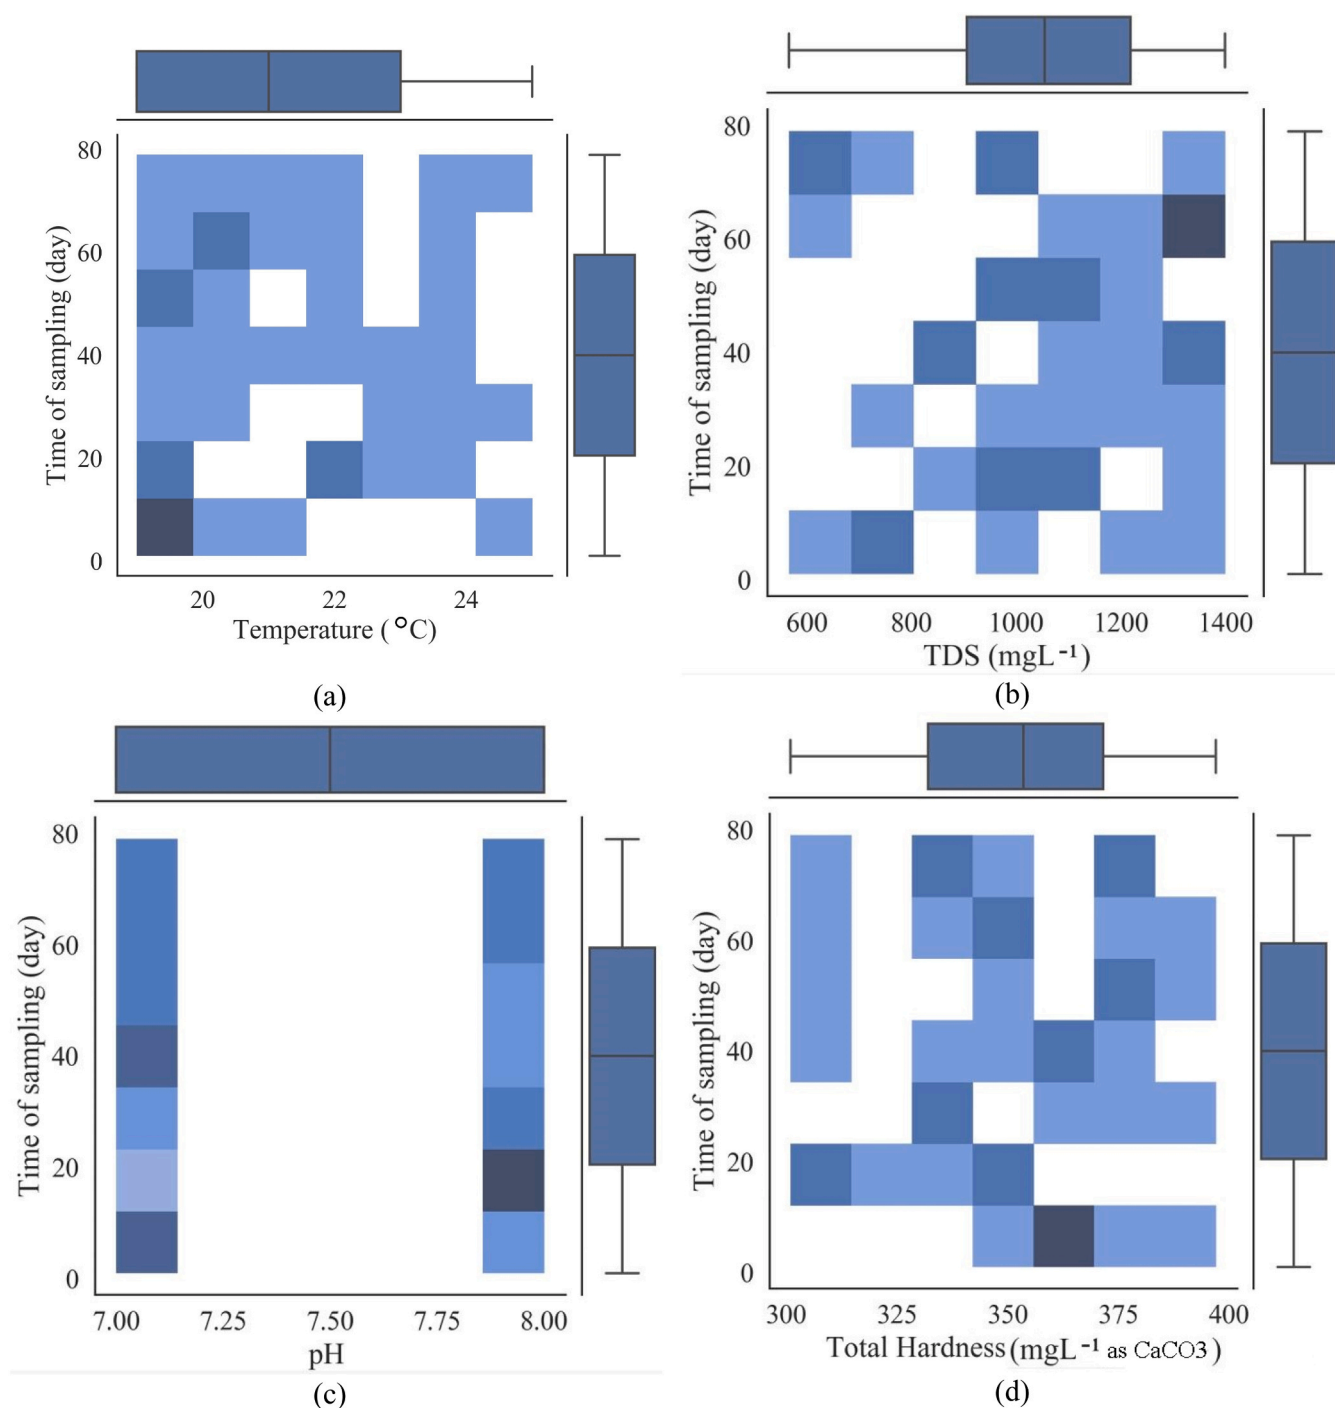 80
60
40
20
0
Time of sampling (day)
20 22 24
Temperature ( °C)
(a)
80
60
40
20
0
Time of sampling (day)
600 800 1000 1200 1400
TDS (mgL⁻¹)
(b)
80
60
40
20
0
Time of sampling (day)
7.00 7.25 7.50 7.75 8.00
pH
(c)
80
60
40
20
0
Time of sampling (day)
300 325 350 375 400
Total Hardness (mgL⁻¹ as CaCO3 )
(d)